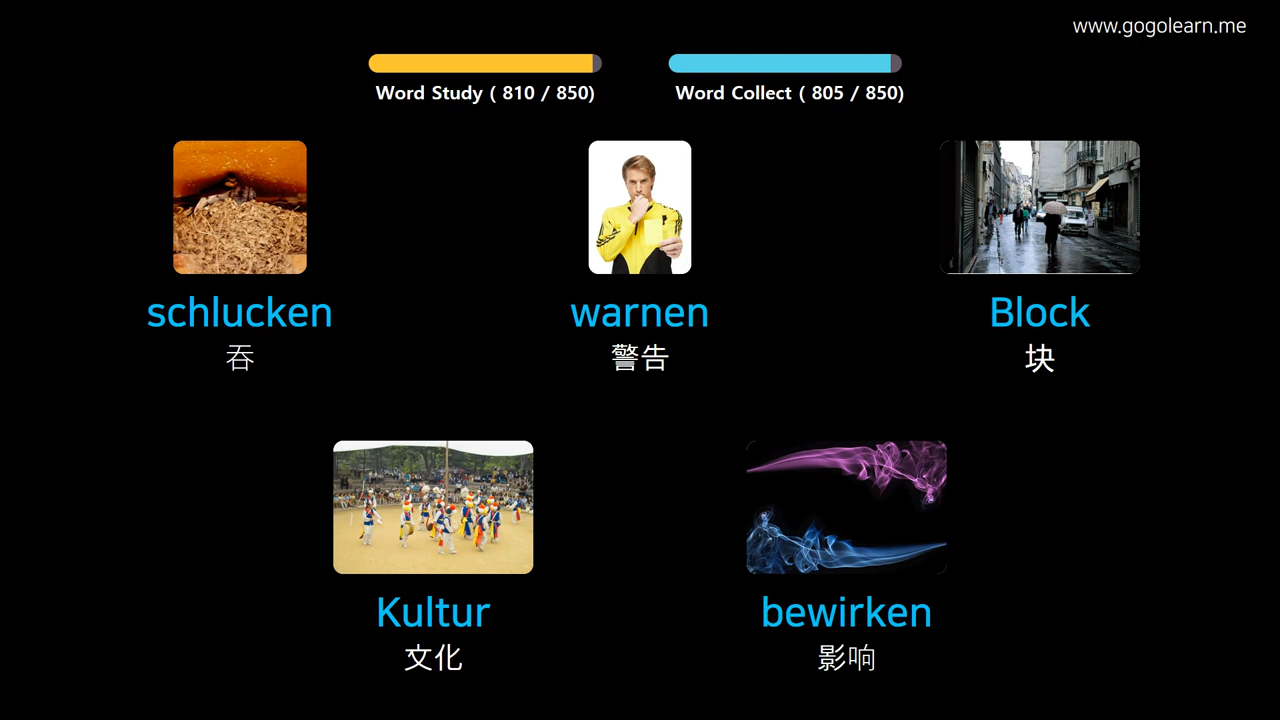 www.gogolearn.me
Word Study ( 810 / 850)
Word Collect ( 805 / 850)
schlucken
吞
warnen
警告
Block
块
Kultur
文化
bewirken
影响